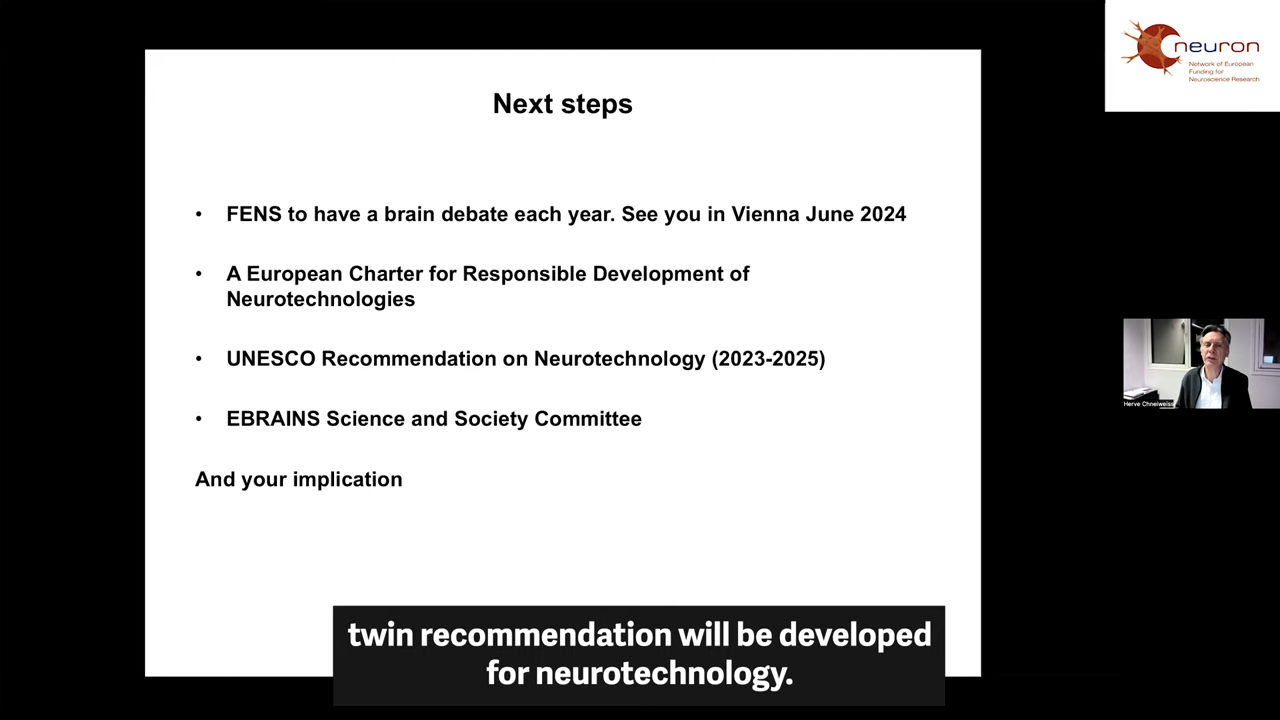 neuron
Network of European
Funding for
Neuroscience Research
Next steps
• FENS to have a brain debate each year. See you in Vienna June 2024
• A European Charter for Responsible Development of
Neurotechnologies
• UNESCO Recommendation on Neurotechnology (2023-2025)
• EBRAINS Science and Society Committee
And your implication
Herve Chneiweiss
twin recommendation will be developed
for neurotechnology.